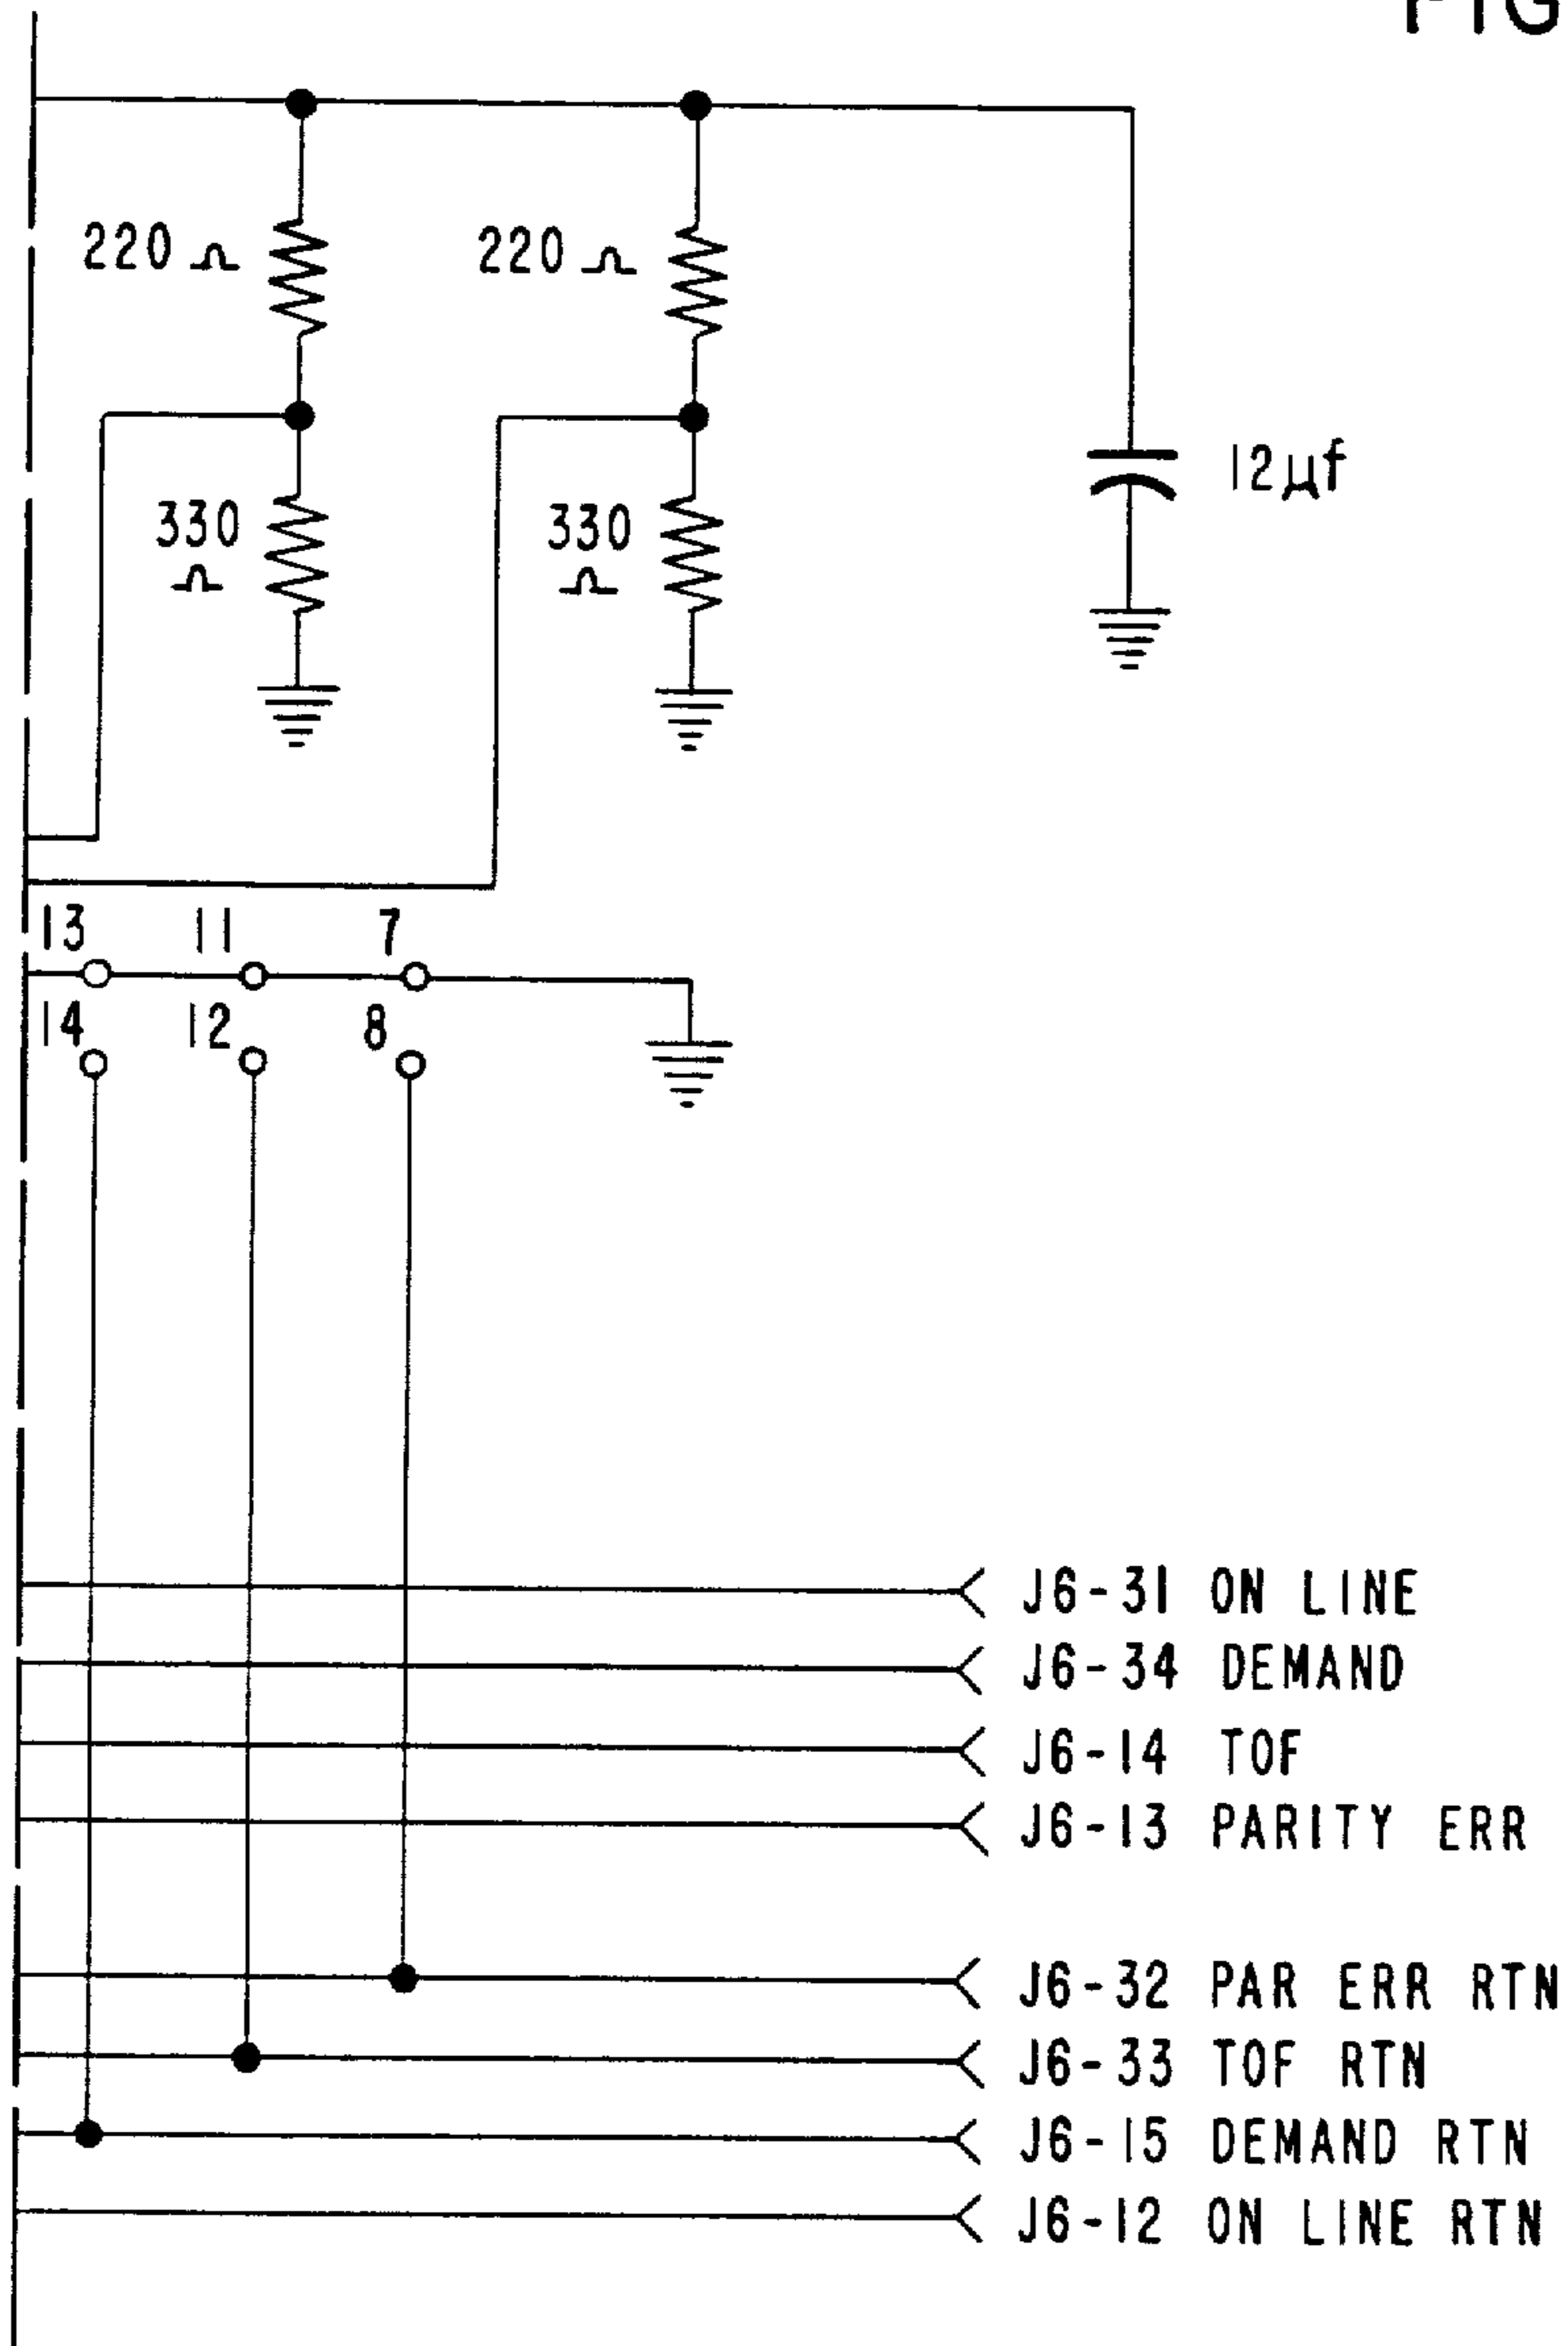 FIG
220 Ω 220 Ω
12µf
330 330
Ω Ω
13 11 7
14 12 8
J6-31 ON LINE
J6-34 DEMAND
J6-14 TOF
J6-13 PARITY ERR
J6-32 PAR ERR RTN
J6-33 TOF RTN
J6-15 DEMAND RTN
J6-12 ON LINE RTN